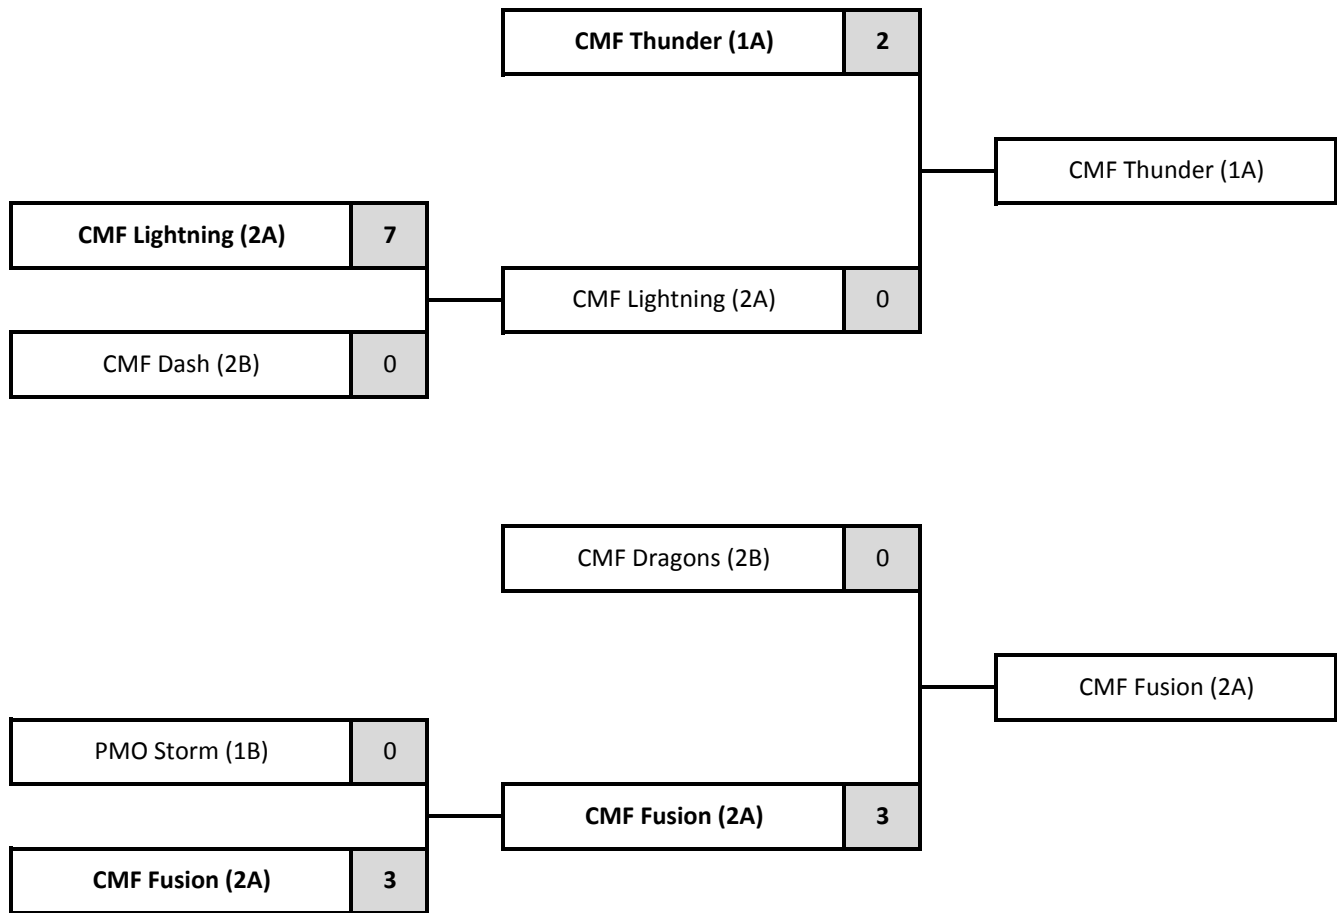 CMF Thunder (1A) 2
CMF Thunder (1A)
CMF Lightning (2A) 7
CMF Lightning (2A) 0
CMF Dash (2B) 0
CMF Dragons (2B) 0
CMF Fusion (2A)
PMO Storm (1B) 0
CMF Fusion (2A) 3
CMF Fusion (2A) 3